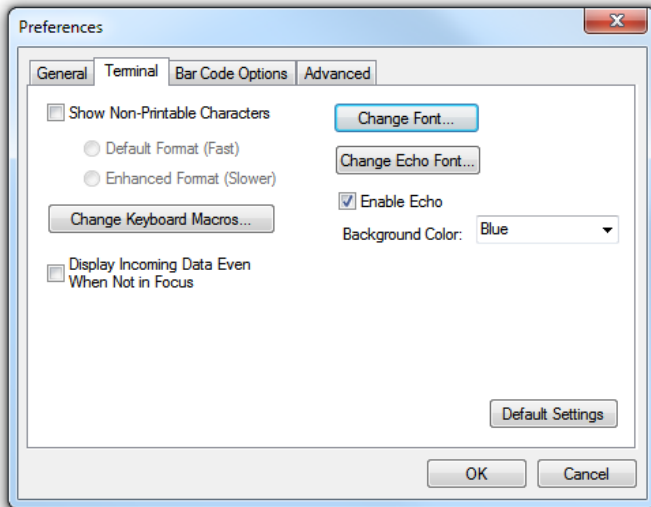 Preferences
General Terminal Bar Code Options Advanced
Show Non-Printable Characters
Default Format (Fast)
Enhanced Format (Slower)
Change Keyboard Macros...
Display Incoming Data Even
When Not in Focus
Change Font...
Change Echo Font...
Enable Echo
Background Color: Blue
Default Settings
OK Cancel